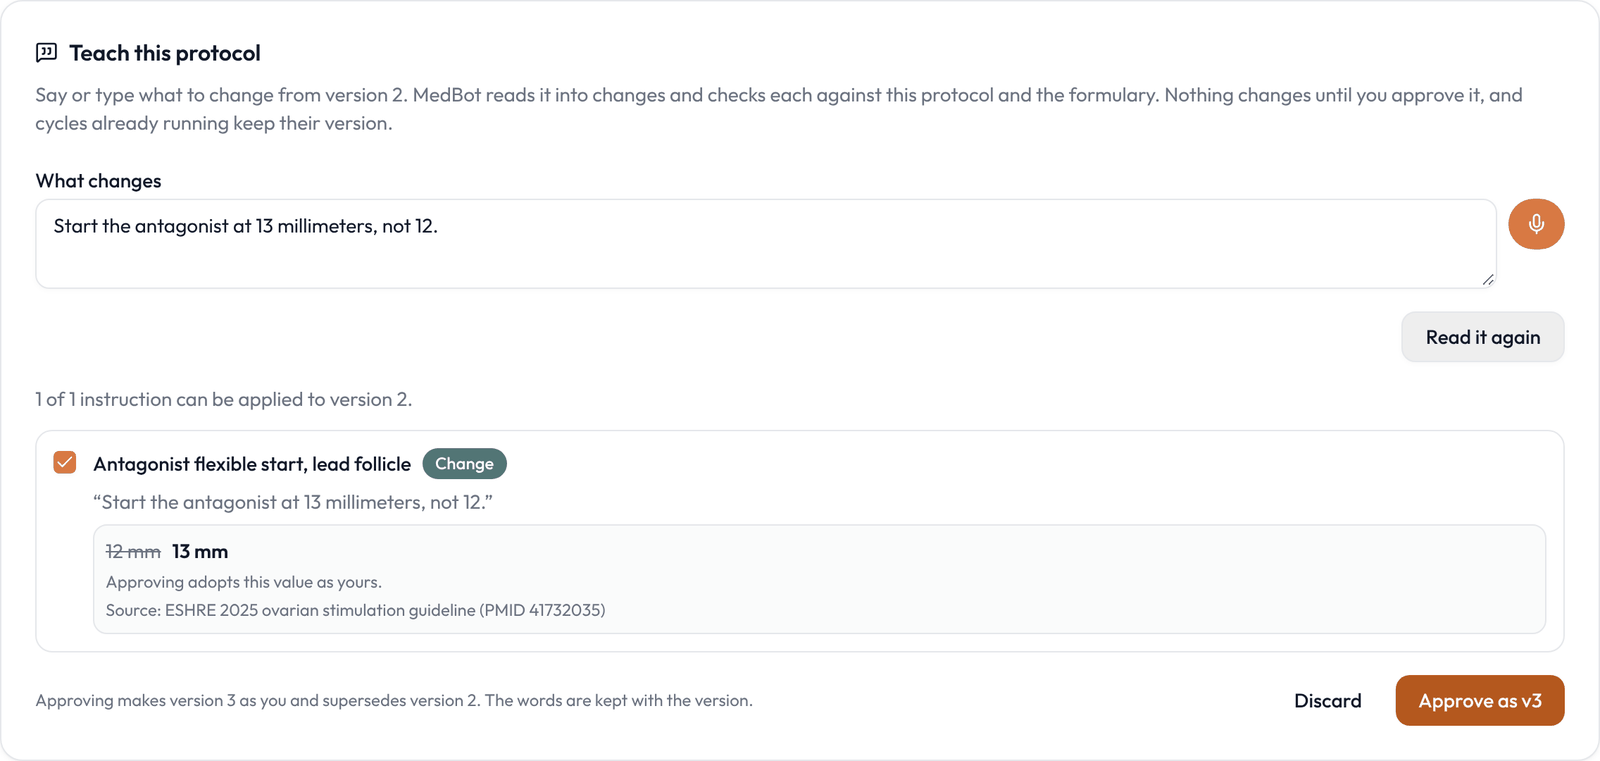 Teach this protocol
Say or type what to change from version 2. MedBot reads it into changes and checks each against this protocol and the formulary. Nothing changes until you approve it, and
cycles already running keep their version.
What changes
Start the antagonist at 13 millimeters, not 12.
Read it again
1 of 1 instruction can be applied to version 2.
Antagonist flexible start, lead follicle Change
“Start the antagonist at 13 millimeters, not 12.”
12 mm 13 mm
Approving adopts this value as yours.
Source: ESHRE 2025 ovarian stimulation guideline (PMID 41732035)
Approving makes version 3 as you and supersedes version 2. The words are kept with the version.
Discard
Approve as v3